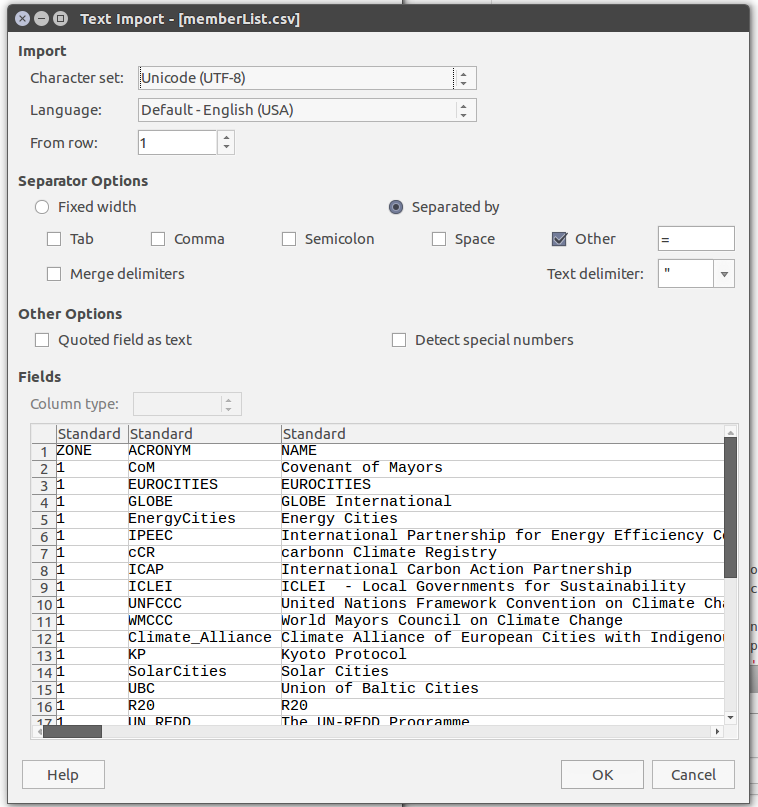 Text Import - [memberList.csv]
Import
Character set: Unicode (UTF-8)
Language: Default - English (USA)
From row: 1
Separator Options
Fixed width Separated by
Tab Comma Semicolon Space Other =
Merge delimiters Text delimiter: "
Other Options
Quoted field as text Detect special numbers
Fields
Column type:
Standard Standard Standard
1 ZONE ACRONYM NAME
2 1 CoM Covenant of Mayors
3 1 EUROCITIES EUROCITIES
4 1 GLOBE GLOBE International
5 1 EnergyCities Energy Cities
6 1 IPEEC International Partnership for Energy Efficiency Co
7 1 cCR carbonn Climate Registry
8 1 ICAP International Carbon Action Partnership
9 1 ICLEI ICLEI  - Local Governments for Sustainability
10 1 UNFCCC United Nations Framework Convention on Climate Cha
11 1 WMCCC World Mayors Council on Climate Change
12 1 Climate_Alliance Climate Alliance of European Cities with Indigenou
13 1 KP Kyoto Protocol
14 1 SolarCities Solar Cities
15 1 UBC Union of Baltic Cities
16 1 R20 R20
17 1 UN_REDD The UN-REDD Programme
Help OK Cancel